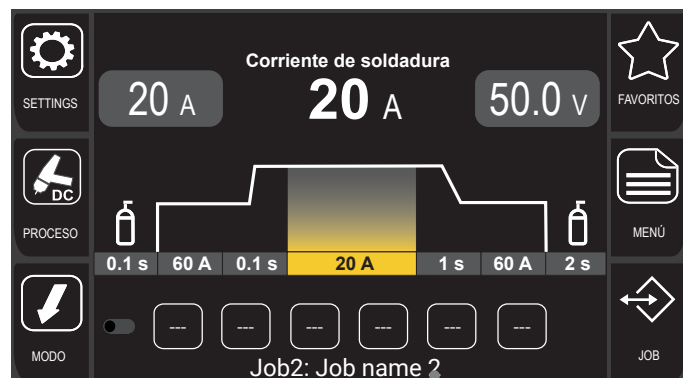 Corriente de soldadura
20 A
20 A
50.0 V
SETTINGS
FAVORITOS
DC
PROCESO
MENÚ
0.1 s 60 A 0.1 s 20 A 1 s 60 A 2 s
--- --- --- --- --- ---
MODO
JOB
Job2: Job name 2